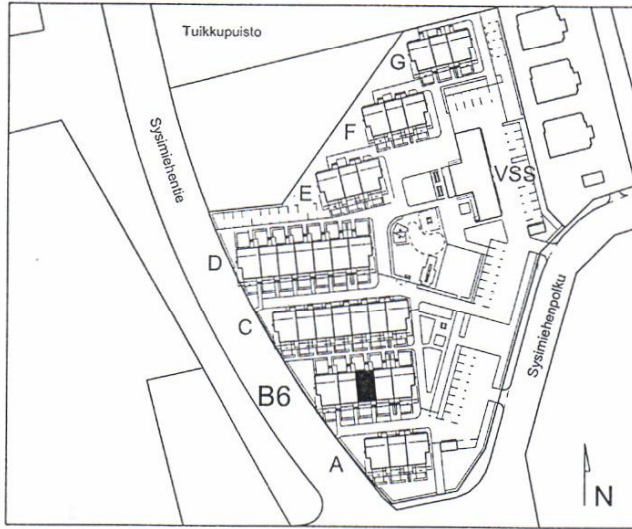 Tuikkupuisto
Sysimiehentie
G
F
VSS
E
D
C
B6
A
Sysimiehenpolku
N